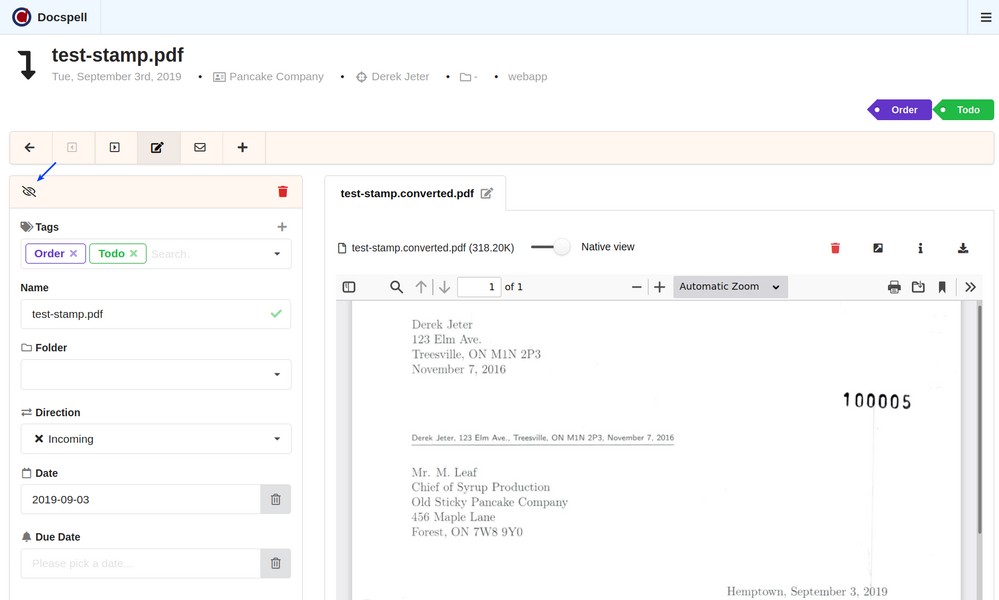 Docspell
test-stamp.pdf
Tue, September 3rd, 2019 • Pancake Company • Derek Jeter • - • webapp
Order Todo
test-stamp.converted.pdf
Tags
Order Todo Search.
test-stamp.converted.pdf (318.20K) Native view
Name
test-stamp.pdf
1 of 1 Automatic Zoom
Folder
Direction
Incoming
Date
2019-09-03
Due Date
Please pick a date...
Derek Jeter
123 Elm Ave.
Treesville, ON M1N 2P3
November 7, 2016
100005
Derek Jeter, 123 Elm Ave., Treesville, ON M1N 2P3, November 7, 2016
Mr. M. Leaf
Chief of Syrup Production
Old Sticky Pancake Company
456 Maple Lane
Forest, ON 7W8 9Y0
Hemptown, September 3, 2019